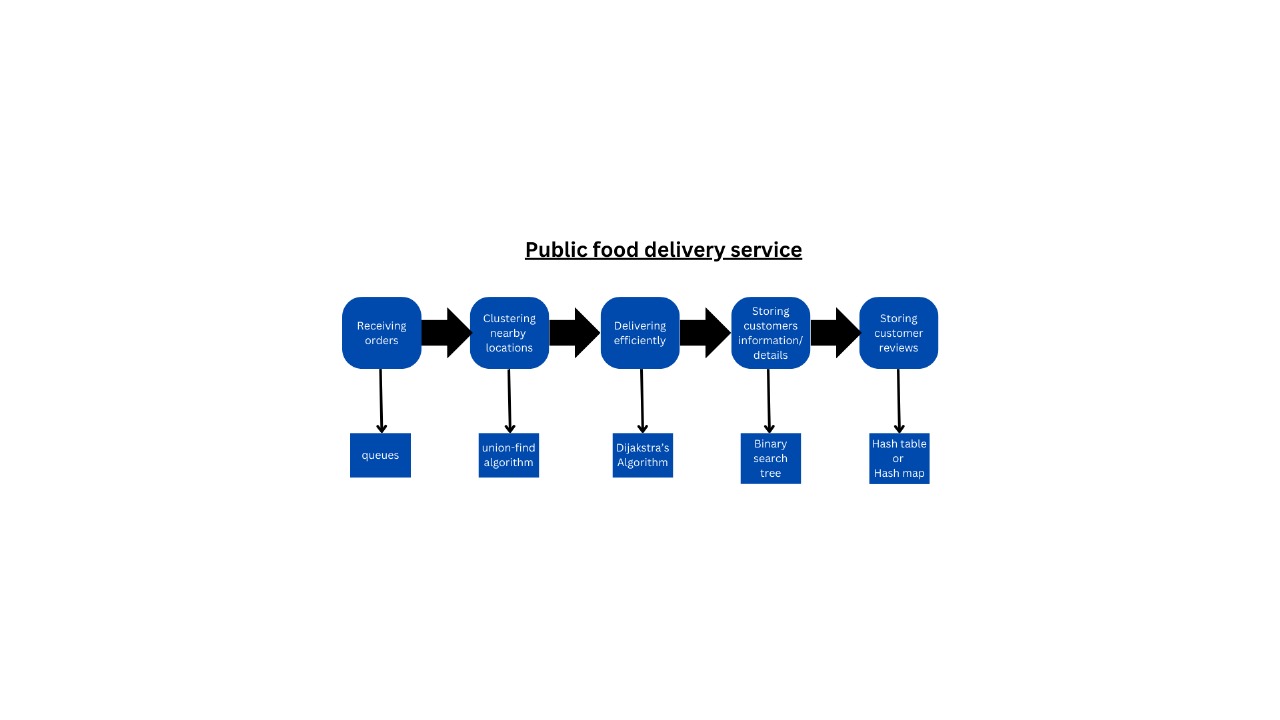 Public food delivery service
Receiving
orders
Clustering
nearby
locations
Delivering
efficiently
Storing
customers
information/
details
Storing
customer
reviews
queues
union-find
algorithm
Dijakstra's
Algorithm
Binary
search
tree
Hash table
or
Hash map